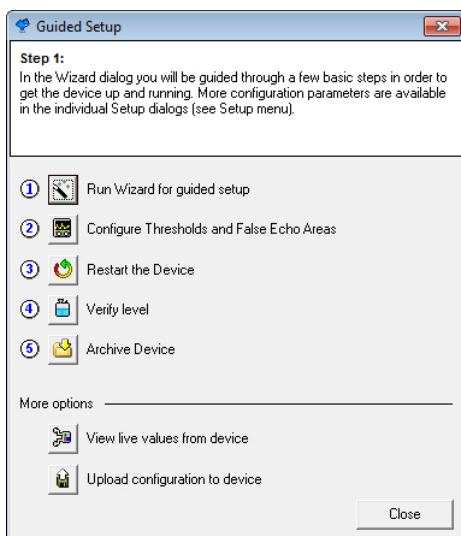 Guided Setup
Step 1:
In the Wizard dialog you will be guided through a few basic steps in order to
get the device up and running. More configuration parameters are available
in the individual Setup dialogs (see Setup menu).
1 Run Wizard for guided setup
2 Configure Thresholds and False Echo Areas
3 Restart the Device
4 Verify level
5 Archive Device
More options
View live values from device
Upload configuration to device
Close